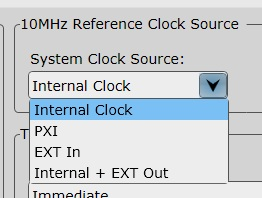 10MHz Reference Clock Source
System Clock Source:
Internal Clock
Internal Clock
PXI
EXT In
Internal + EXT Out
Immediate